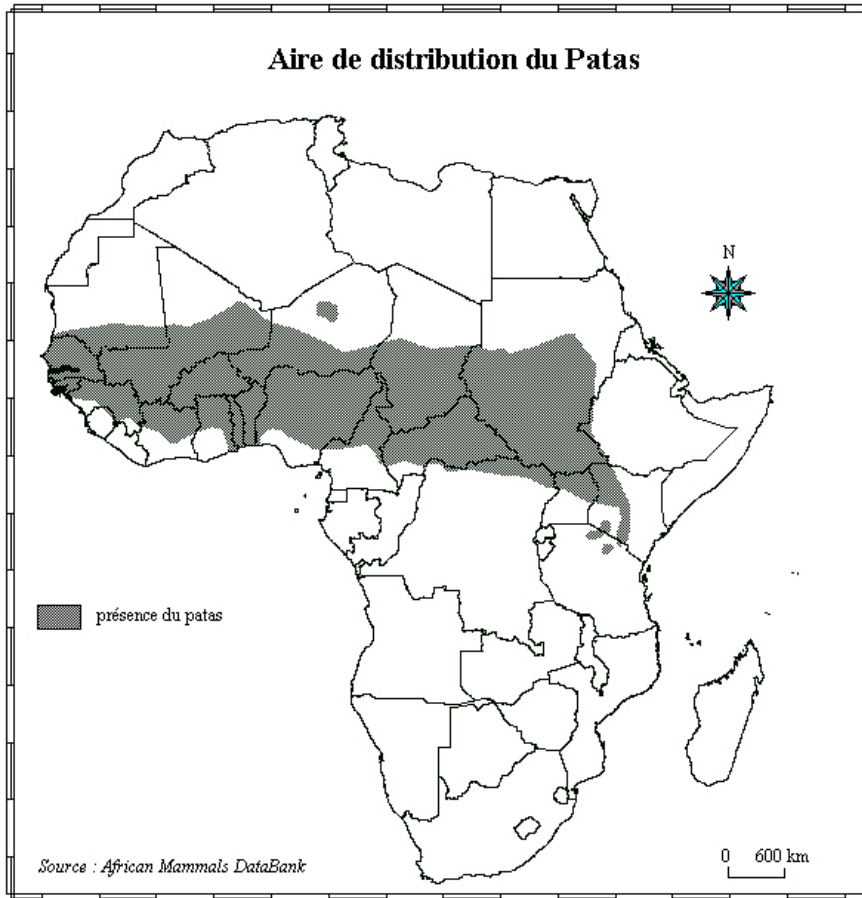 Aire de distribution du Patas
N
présence du patas
Source : African Mammals DataBank
0 600 km